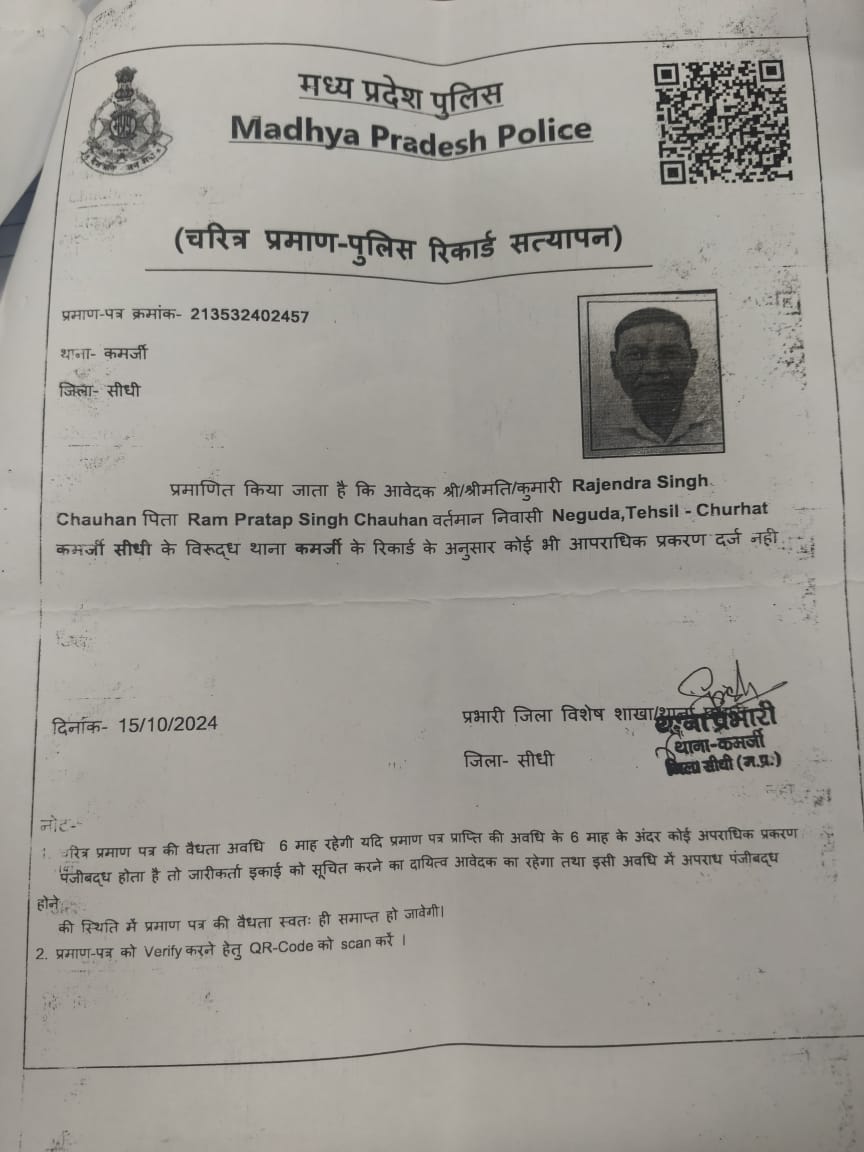 मध्य प्रदेश पुलिस
Madhya Pradesh Police
(चरित्र प्रमाण-पुलिस रिकार्ड सत्यापन)
प्रमाण-पत्र क्रमांक- 213532402457
थाना- कमर्जी
जिला- सीधी
प्रमाणित किया जाता है कि आवेदक श्री/श्रीमति/कुमारी Rajendra Singh
Chauhan पिता Ram Pratap Singh Chauhan वर्तमान निवासी Neguda,Tehsil - Churhat
कमर्जी सीधी के विरूद्ध थाना कमर्जी के रिकार्ड के अनुसार कोई भी आपराधिक प्रकरण दर्ज नही
दिनांक- 15/10/2024
प्रभारी जिला विशेष शाखा/थाना
जिला- सीधी
थाना प्रभारी
थाना-कमर्जी
जिला सीधी (म.प्र.)
नोट-
1. चरित्र प्रमाण पत्र की वैधता अवधि 6 माह रहेगी यदि प्रमाण पत्र प्राप्ति की अवधि के 6 माह के अंदर कोई अपराधिक प्रकरण
पंजीबद्ध होता है तो जारीकर्ता इकाई को सूचित करने का दायित्व आवेदक का रहेगा तथा इसी अवधि में अपराध पंजीबद्ध
होने
की स्थिति में प्रमाण पत्र की वैधता स्वतः ही समाप्त हो जावेगी।
2. प्रमाण-पत्र को Verify करने हेतु QR-Code को scan करें ।